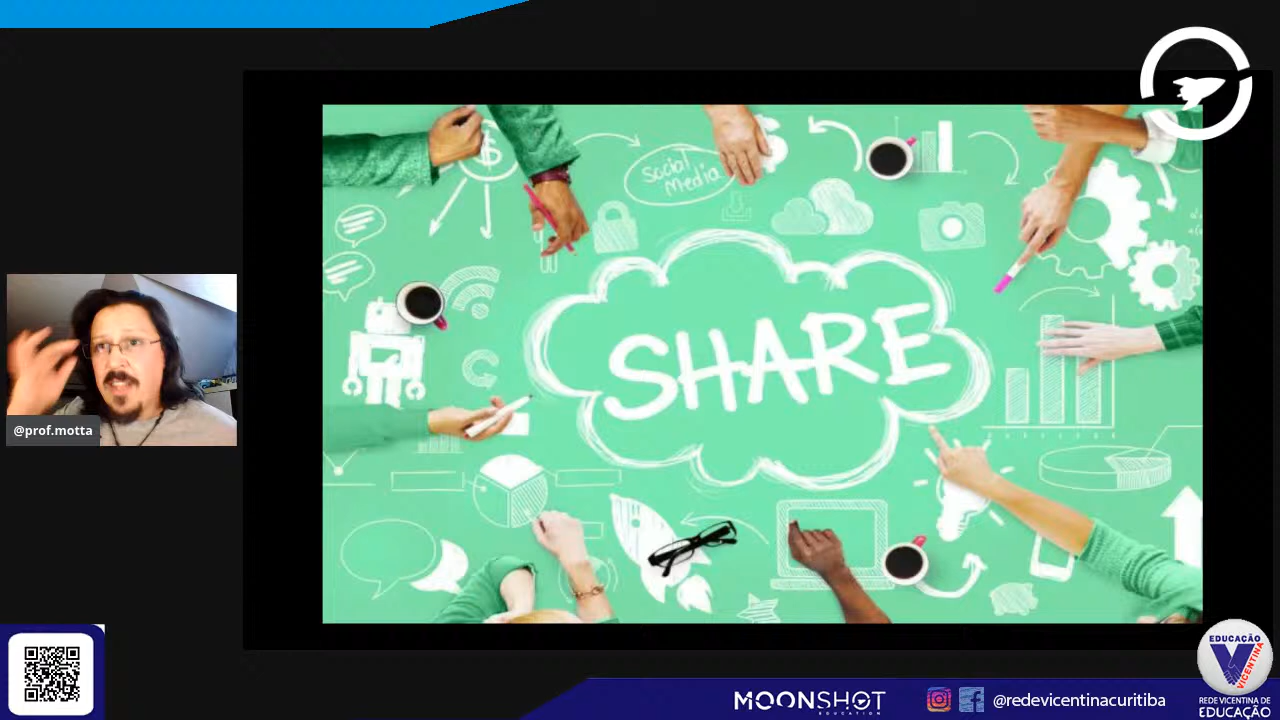 Social
Media
SHARE
@prof.motta
MOONSHOT
EDUCATION
@redevicentinacuritiba
EDUCAÇÃO
VICENTINA
REDE VICENTINA DE
EDUCAÇÃO